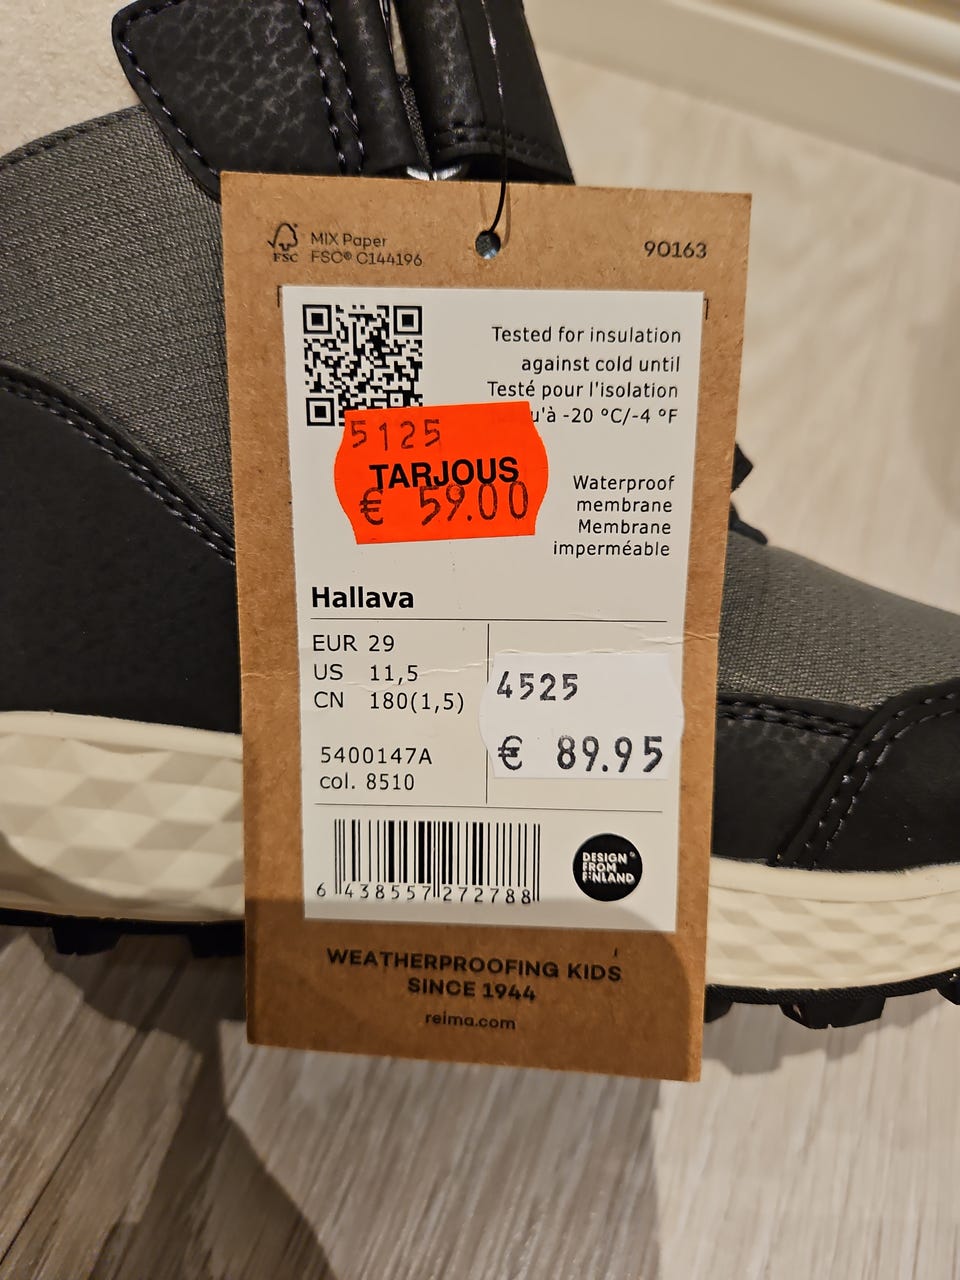 MIX Paper
FSC® C144196
FSC
90163
Tested for insulation
against cold until
Testé pour l'isolation
-20 °C/-4 °F
5125
TARJOUS
€ 59.00
Waterproof
membrane
Membrane
imperméable
Hallava
EUR 29
US 11,5
CN 180(1,5)
4525
€ 89.95
5400147A
col. 8510
6 438557 272788
DESIGN
FROM
FINLAND
WEATHERPROOFING KIDS
SINCE 1944
reima.com